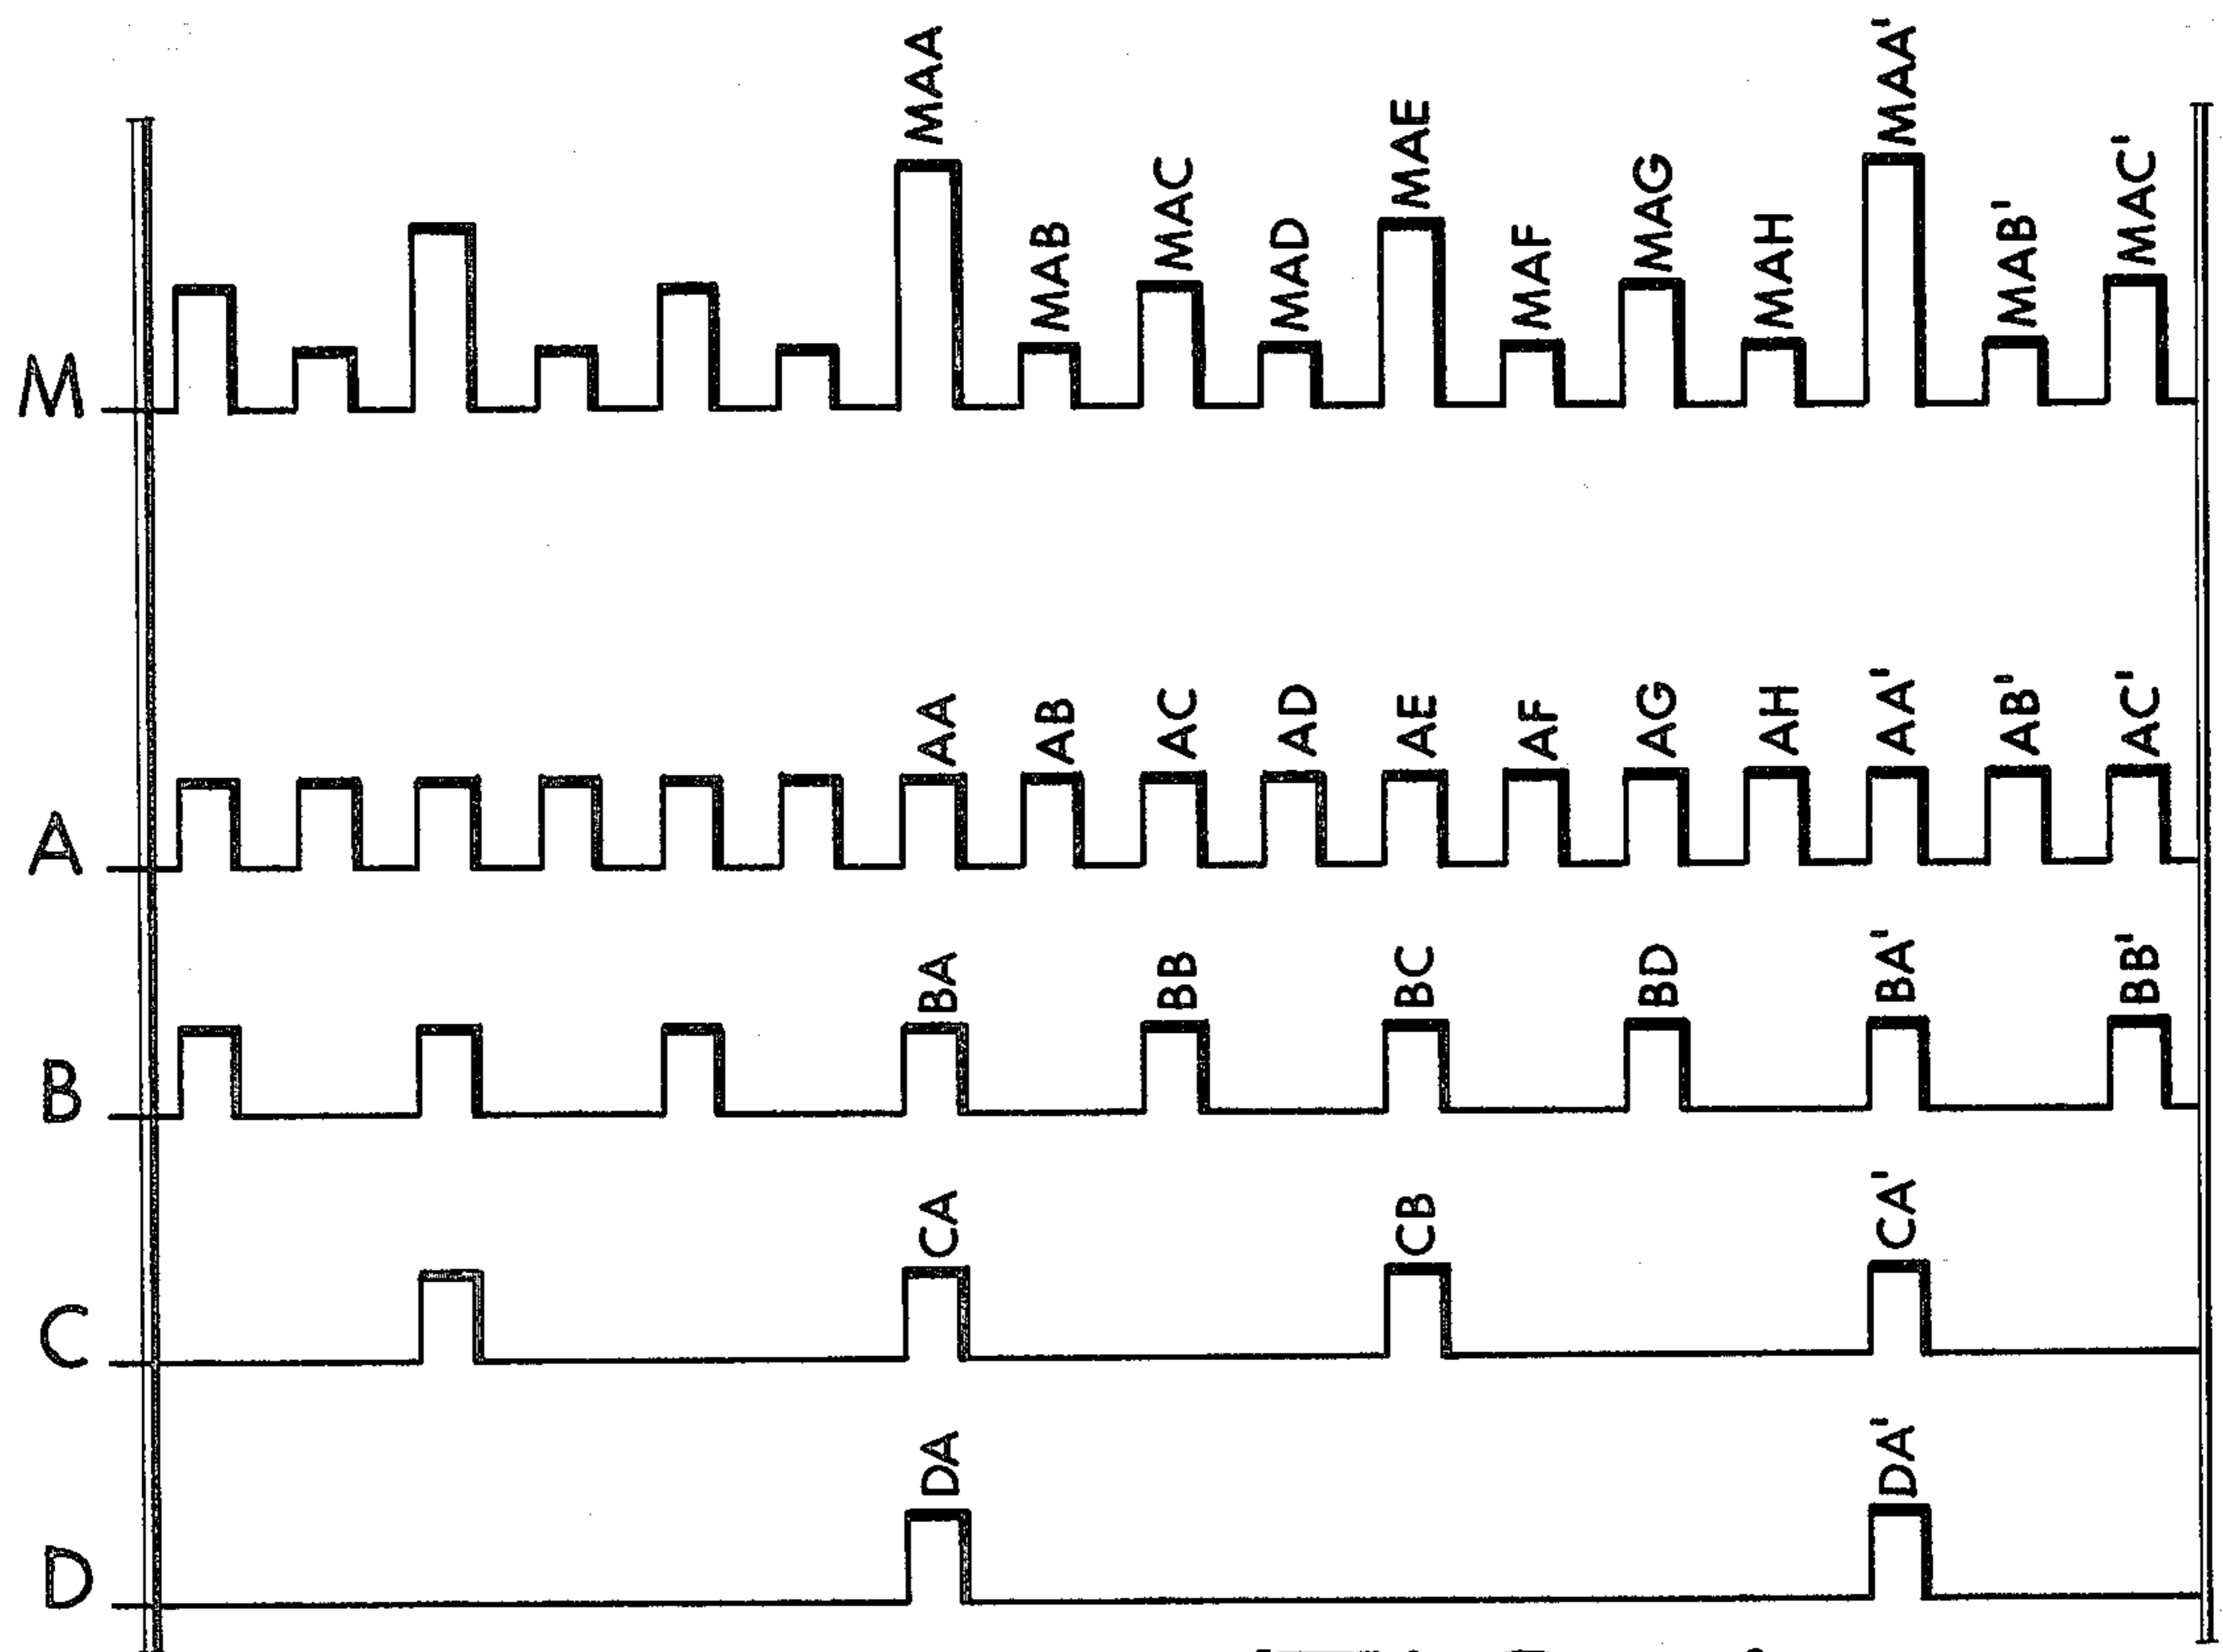 M MAA MAB MAC MAD MAE MAF MAG MAH MAA' MAB' MAC'
A AA AB AC AD AE AF AG AH AA' AB' AC'
B BA BB BC BD BA' BB'
C CA CB CA'
D DA DA'